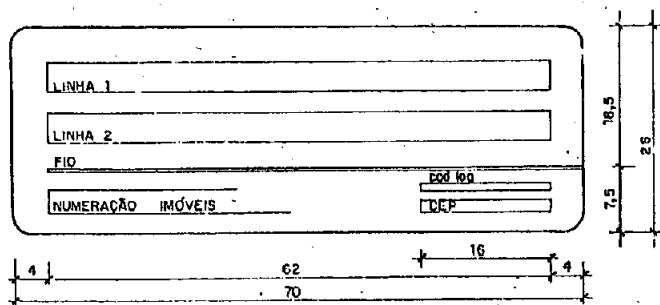 LINHA 1
LINHA 2
FIO
cod log
NUMERAÇÃO IMÓVEIS
CEP
18,5
26
7,5
16
4
62
4
70